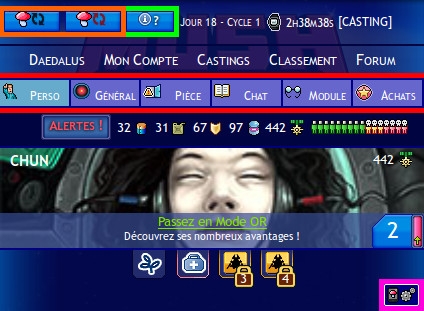 ? JOUR 18 - CYCLE 1 2H38M38S [CASTING]
DAEDALUS MON COMPTE CASTINGS CLASSEMENT FORUM
PERSO GÉNÉRAL PIÈCE CHAT MODULE ACHATS
ALERTES ! 32 31 67 97 442
CHUN 442
Passez en Mode OR
Découvrez ses nombreux avantages !
2
3 4